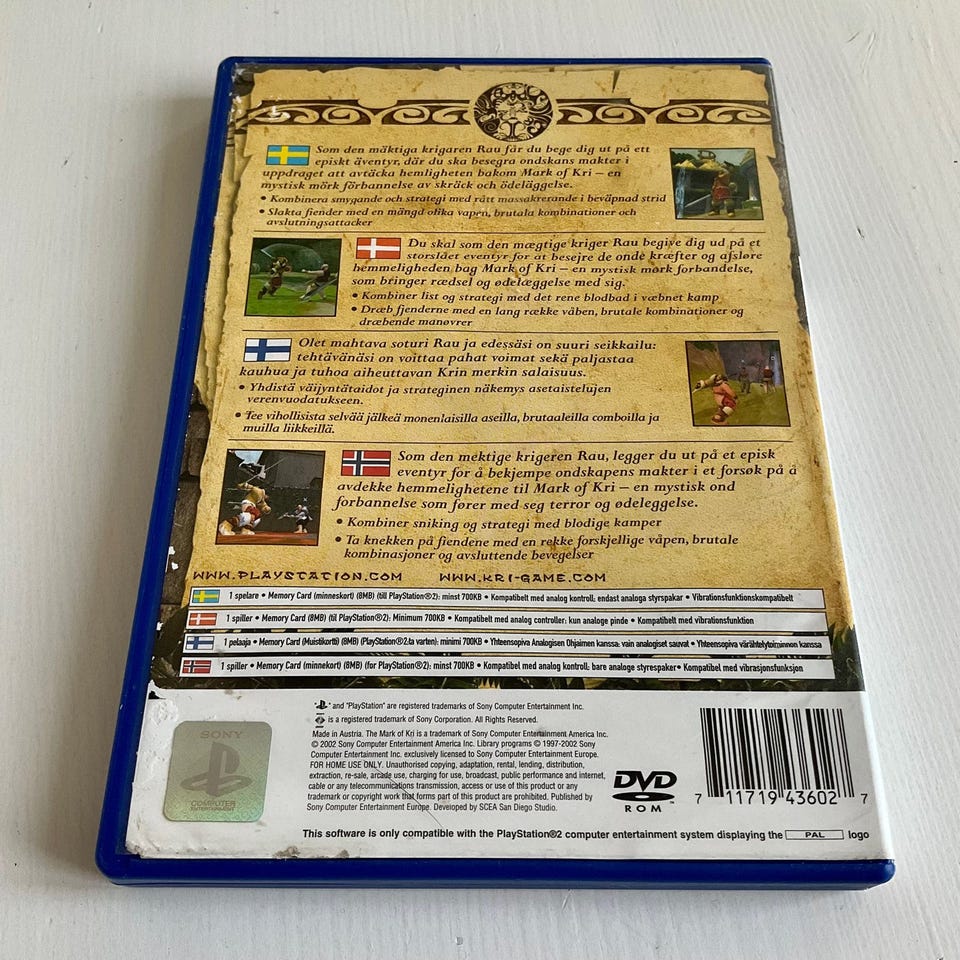 Som den mäktiga krigaren Rau får du bege dig ut på ett
episkt äventyr, där du ska besegra ondskans makter i
uppdraget att avtäcka hemligheten bakom Mark of Kri – en
mystisk mörk förbannelse av skräck och ödeläggelse.
• Kombinera smygande och strategi med rått massakrerande i beväpnad strid
• Slakta fiender med en mängd olika vapen, brutala kombinationer och
avslutningsattacker
Du skal som den mægtige kriger Rau begive dig ud på et
storslået eventyr for at besejre de onde kræfter og afsløre
hemmeligheden bag Mark of Kri – en mystisk mørk forbandelse,
som bringer rædsel og ødelæggelse med sig.
• Kombiner list og strategi med det rene blodbad i væbnet kamp
• Dræb fjenderne med en lang række våben, brutale kombinationer og
dræbende manøvrer
Olet mahtava soturi Rau ja edessäsi on suuri seikkailu:
tehtävänäsi on voittaa pahat voimat sekä paljastaa
kauhua ja tuhoa aiheuttavan Krin merkin salaisuus.
• Yhdistä väijyntätaidot ja strateginen näkemys asetaistelujen
verenvuodatukseen.
• Tee vihollisista selvää jälkeä monenlaisilla aseilla, brutaaleilla comboilla ja
muilla liikkeillä.
Som den mektige krigeren Rau, legger du ut på et episk
eventyr for å bekjempe ondskapens makter i et forsøk på å
avdekke hemmelighetene til Mark of Kri – en mystisk ond
forbannelse som fører med seg terror og ødeleggelse.
• Kombiner sniking og strategi med blodige kamper
• Ta knekken på fiendene med en rekke forskjellige våpen, brutale
kombinasjoner og avsluttende bevegelser
WWW.PLAYSTATION.COM WWW.KRI-GAME.COM
1 spelare • Memory Card (minneskort) (8MB) (till PlayStation®2): minst 700KB • Kompatibelt med analog kontroll: endast analoga styrspakar • Vibrationsfunktionskompatibelt
1 spiller • Memory Card (8MB) (til PlayStation®2): Minimum 700KB • Kompatibel med analog controller: kun analoge pinde • Kompatibel med vibrationsfunktion
1 pelaaja • Memory Card (Muistikortti) (8MB) (PlayStation®2:ta varten): minimi 700KB • Yhteensopiva Analogisen Ohjaimen kanssa: vain analogiset sauvat • Yhteensopiva värähtelytoiminnon kanssa
1 spiller • Memory Card (minnekort) (8MB) (for PlayStation®2): minst 700KB • Kompatibel med analog kontroll: bare analoge styrespaker • Kompatibel med vibrasjonsfunksjon
and "PlayStation" are registered trademarks of Sony Computer Entertainment Inc.
is a registered trademark of Sony Corporation. All Rights Reserved.
Made in Austria. The Mark of Kri is a trademark of Sony Computer Entertainment America Inc.
© 2002 Sony Computer Entertainment America Inc. Library programs © 1997-2002 Sony
Computer Entertainment Inc. exclusively licensed to Sony Computer Entertainment Europe.
FOR HOME USE ONLY. Unauthorised copying, adaptation, rental, lending, distribution,
extraction, re-sale, arcade use, charging for use, broadcast, public performance and internet,
cable or any telecommunications transmission, access or use of this product or any
trademark or copyright work that forms part of this product are prohibited. Published by
Sony Computer Entertainment Europe. Developed by SCEA San Diego Studio.
SONY
COMPUTER
ENTERTAINMENT
DVD
ROM
™
7 11719 43602 7
This software is only compatible with the PlayStation®2 computer entertainment system displaying the PAL logo